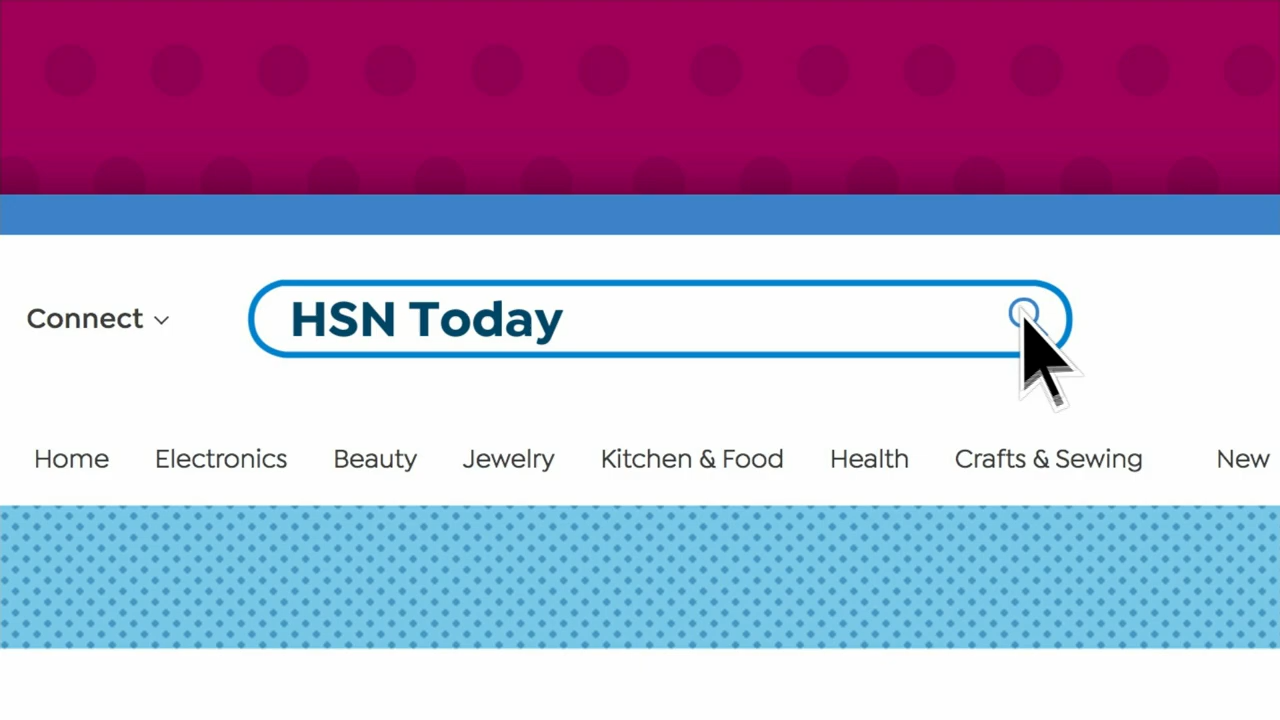 Connect
HSN Today
Home Electronics Beauty Jewelry Kitchen & Food Health Crafts & Sewing New